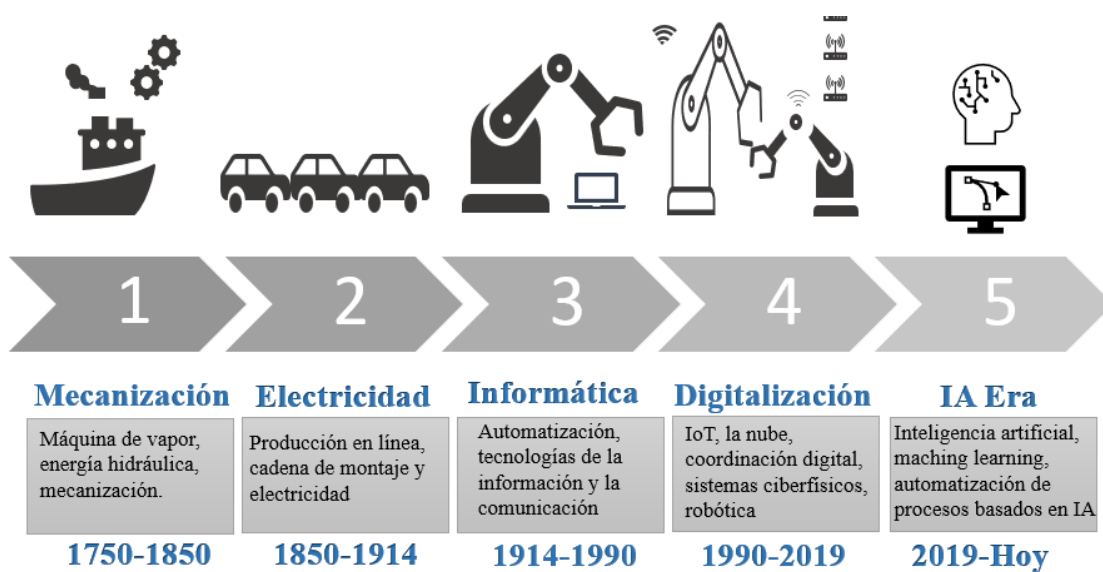 1
2
3
4
5
Mecanización
Electricidad
Informática
Digitalización
IA Era
Máquina de vapor,
energía hidráulica,
mecanización.
Producción en línea,
cadena de montaje y
electricidad
Automatización,
tecnologías de la
información y la
comunicación
IoT, la nube,
coordinación digital,
sistemas ciberfísicos,
robótica
Inteligencia artificial,
maching learning,
automatización de
procesos basados en IA
1750-1850
1850-1914
1914-1990
1990-2019
2019-Hoy